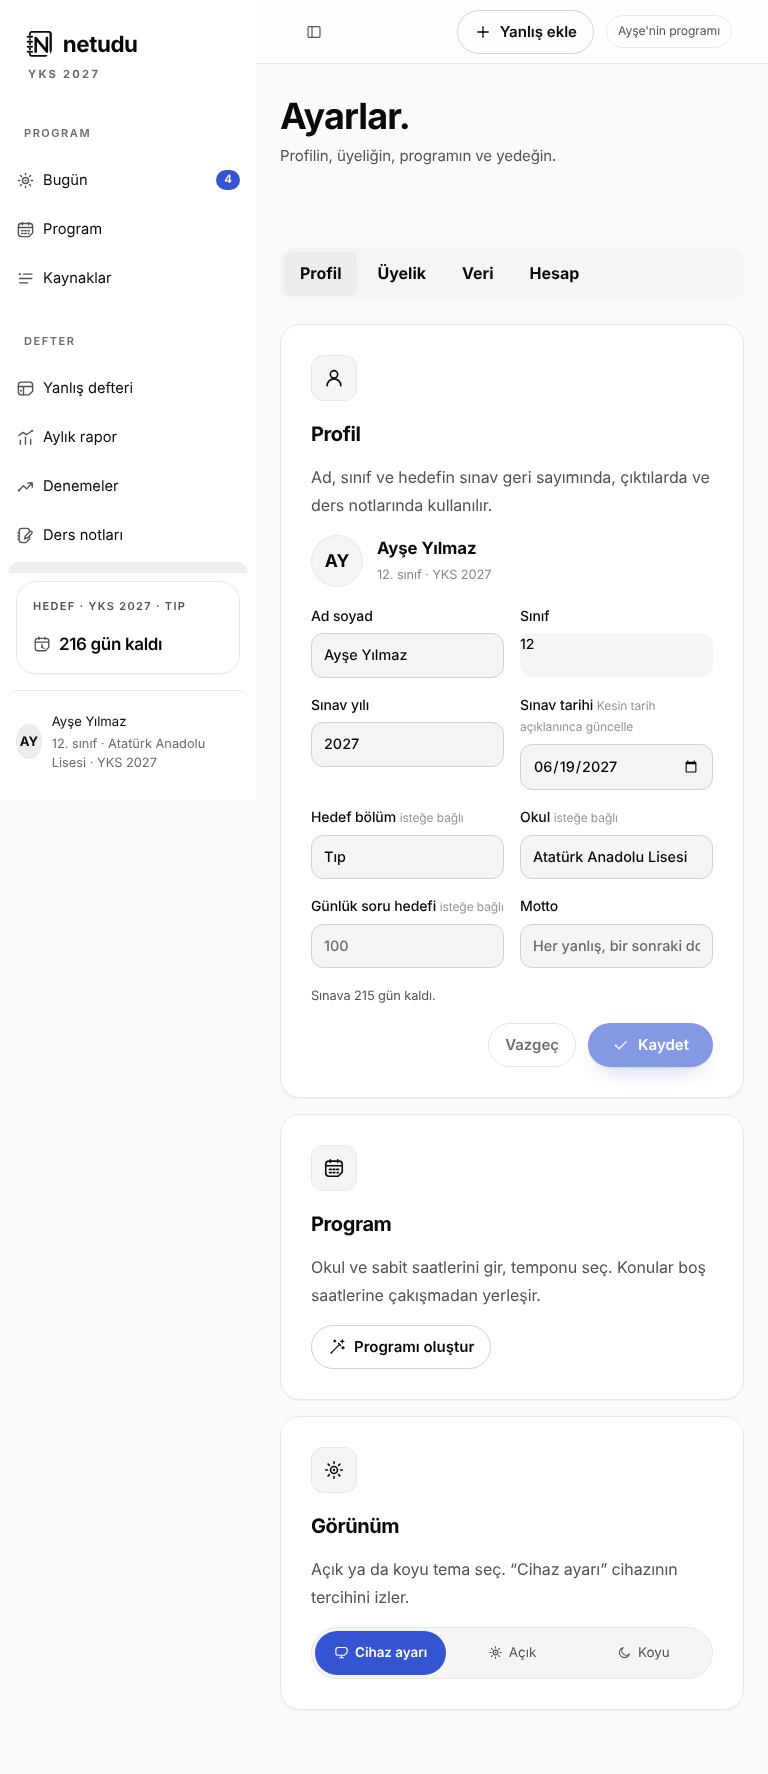 netudu
YKS 2027
PROGRAM
Bugün
4
Program
Kaynaklar
DEFTER
Yanlış defteri
Aylık rapor
Denemeler
Ders notları
HEDEF · YKS 2027 · TIP
216 gün kaldı
AY
Ayşe Yılmaz
12. sınıf · Atatürk Anadolu
Lisesi · YKS 2027
Yanlış ekle
Ayşe'nin programı
Ayarlar.
Profilin, üyeliğin, programın ve yedeğin.
Profil
Üyelik
Veri
Hesap
Profil
Ad, sınıf ve hedefin sınav geri sayımında, çıktılarda ve
ders notlarında kullanılır.
AY
Ayşe Yılmaz
12. sınıf · YKS 2027
Ad soyad
Ayşe Yılmaz
Sınıf
12
Sınav yılı
2027
Sınav tarihi Kesin tarih
açıklanınca güncelle
06/19/2027
Hedef bölüm isteğe bağlı
Tıp
Okul isteğe bağlı
Atatürk Anadolu Lisesi
Günlük soru hedefi isteğe bağlı
100
Motto
Her yanlış, bir sonraki dc
Sınava 215 gün kaldı.
Vazgeç
Kaydet
Program
Okul ve sabit saatlerini gir, temponu seç. Konular boş
saatlerine çakışmadan yerleşir.
Programı oluştur
Görünüm
Açık ya da koyu tema seç. “Cihaz ayarı” cihazının
tercihini izler.
Cihaz ayarı
Açık
Koyu